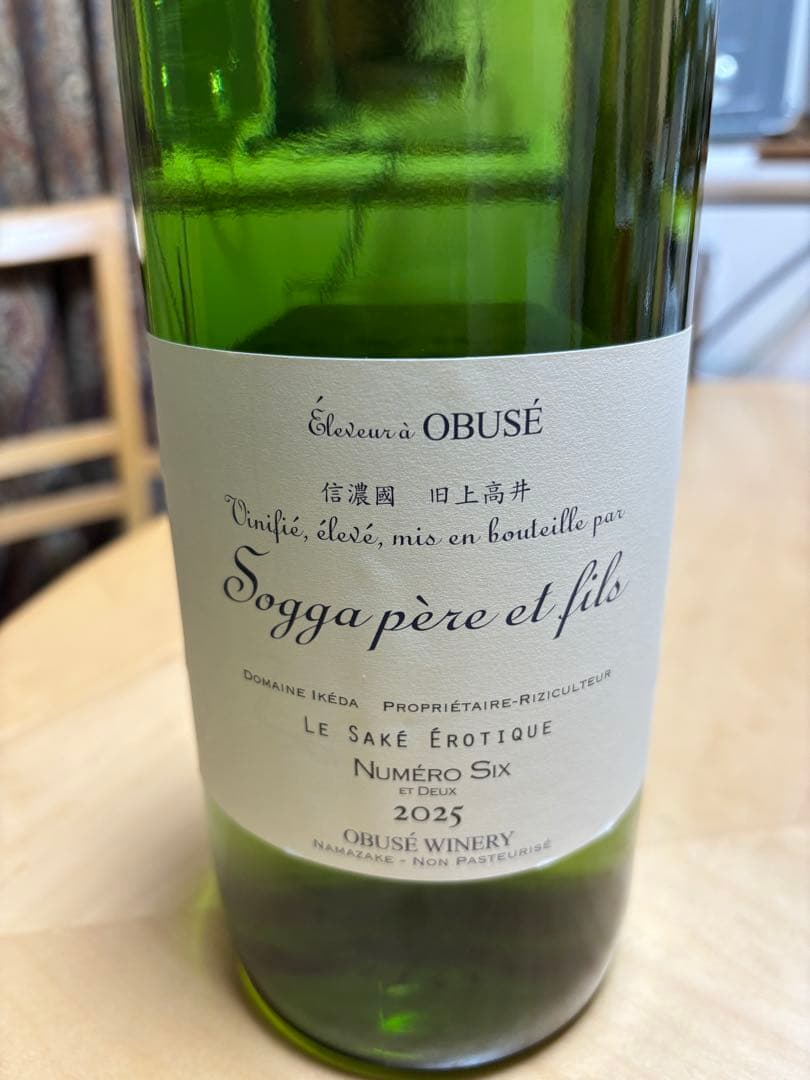 Éleveur à OBUSÉ
信濃國 旧上高井
Vinifié, élevé, mis en bouteille par
Sogga père et fils
DOMAINE IKÉDA PROPRIÉTAIRE-RIZICULTEUR
LE SAKÉ ÉROTIQUE
NUMÉRO SIX
ET DEUX
2025
OBUSÉ WINERY
NAMAZAKE - NON PASTEURISÉ